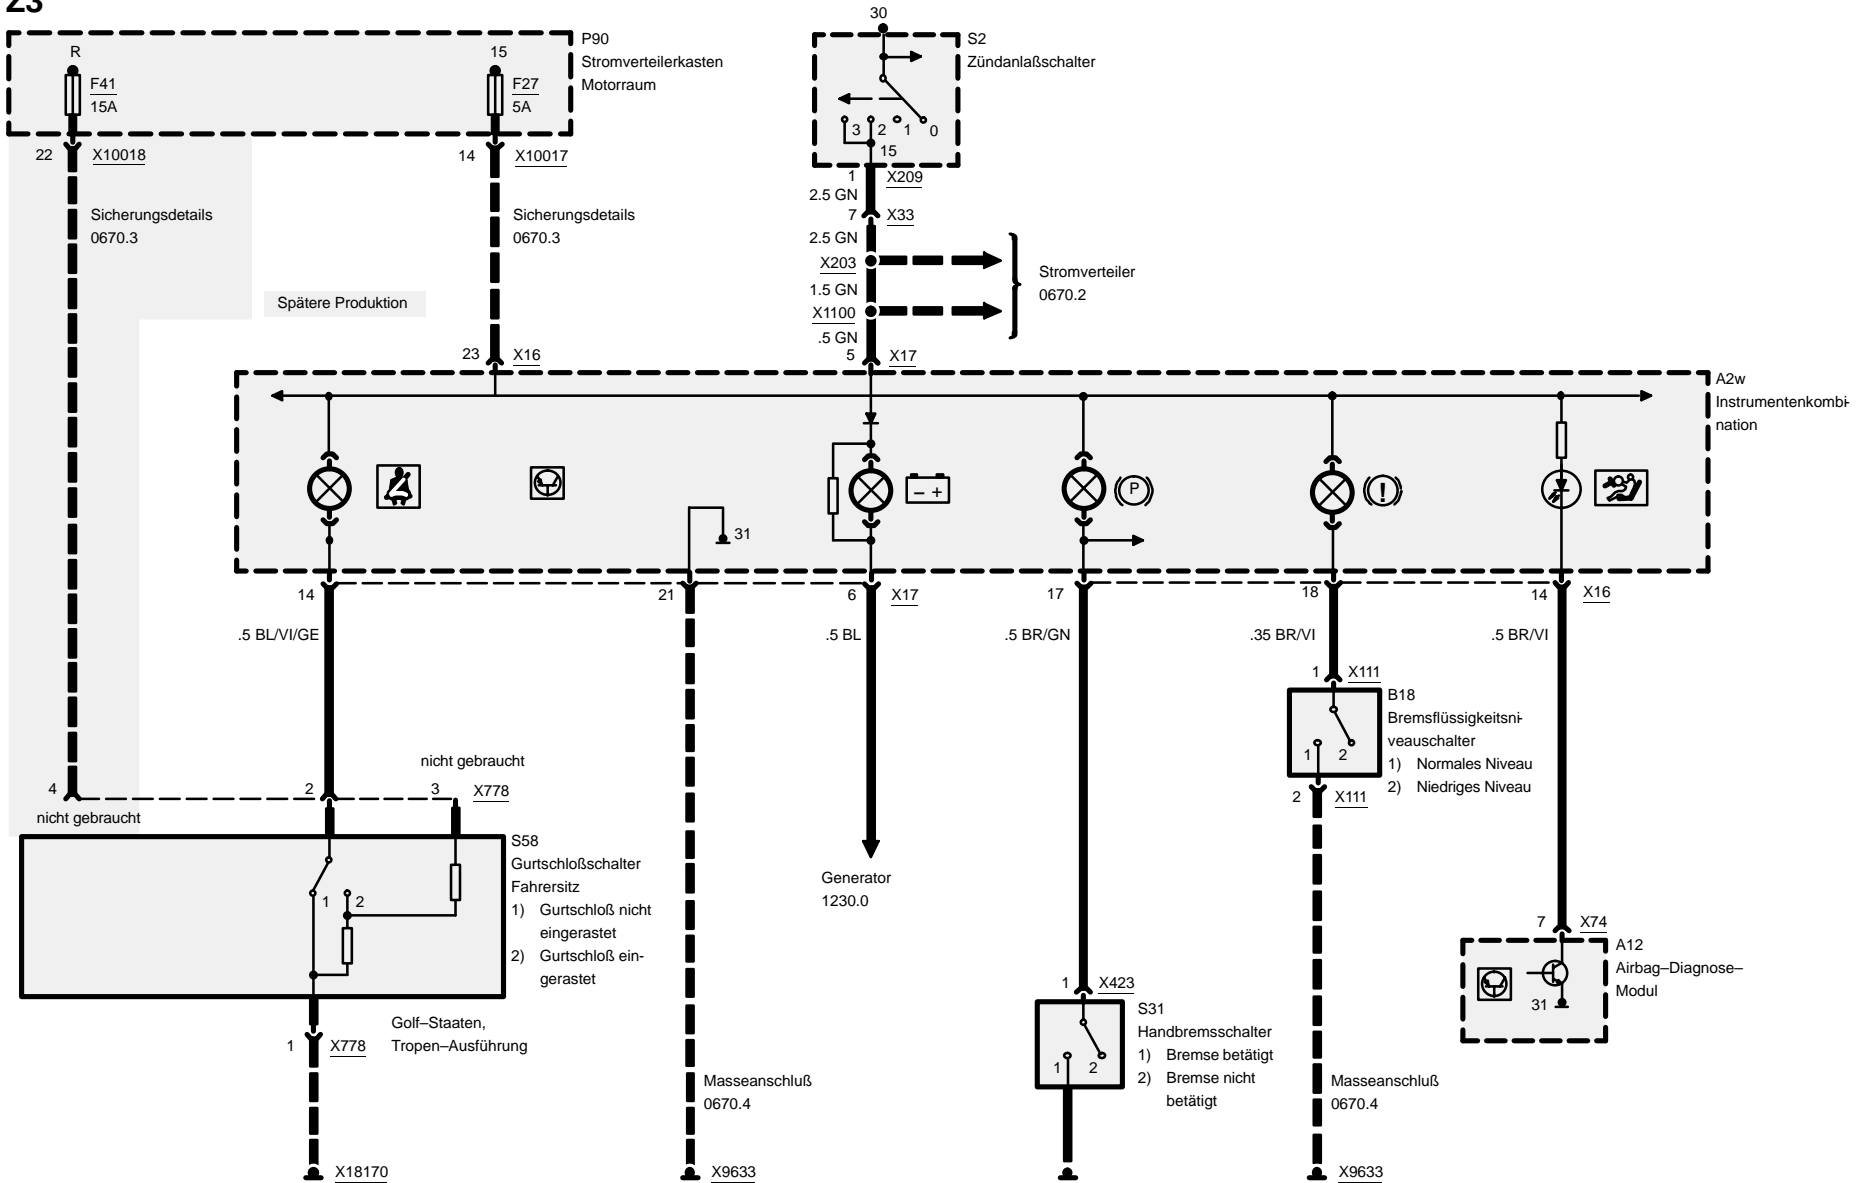 Z3
R
F41
15A
15
F27
5A
P90
Stromverteilerkasten
Motorraum
30
S2
Zündanlaßschalter
3
2
1
0
15
22
X10018
14
X10017
Sicherungsdetails
0670.3
Sicherungsdetails
0670.3
1
X209
2.5 GN
7
X33
2.5 GN
X203
1.5 GN
X1100
.5 GN
Stromverteiler
0670.2
Spätere Produktion
23
X16
5
X17
A2w
Instrumentenkombi-
nation
31
– +
P
!
14
21
6
X17
17
18
14
X16
.5 BL/VI/GE
.5 BL
.5 BR/GN
.35 BR/VI
.5 BR/VI
1
X111
B18
Bremsflüssigkeitsni-
veauschalter
1) Normales Niveau
2) Niedriges Niveau
1
2
2
X111
nicht gebraucht
4
2
3
X778
nicht gebraucht
S58
Gurtschloßschalter
Fahrersitz
1) Gurtschloß nicht
eingerastet
2) Gurtschloß ein-
gerastet
1
2
Generator
1230.0
7
X74
A12
Airbag–Diagnose–
Modul
31
1
X423
S31
Handbremsschalter
1) Bremse betätigt
2) Bremse nicht
betätigt
1
2
Golf–Staaten,
Tropen–Ausführung
1
X778
Masseanschluß
0670.4
Masseanschluß
0670.4
X18170
X9633
X9633